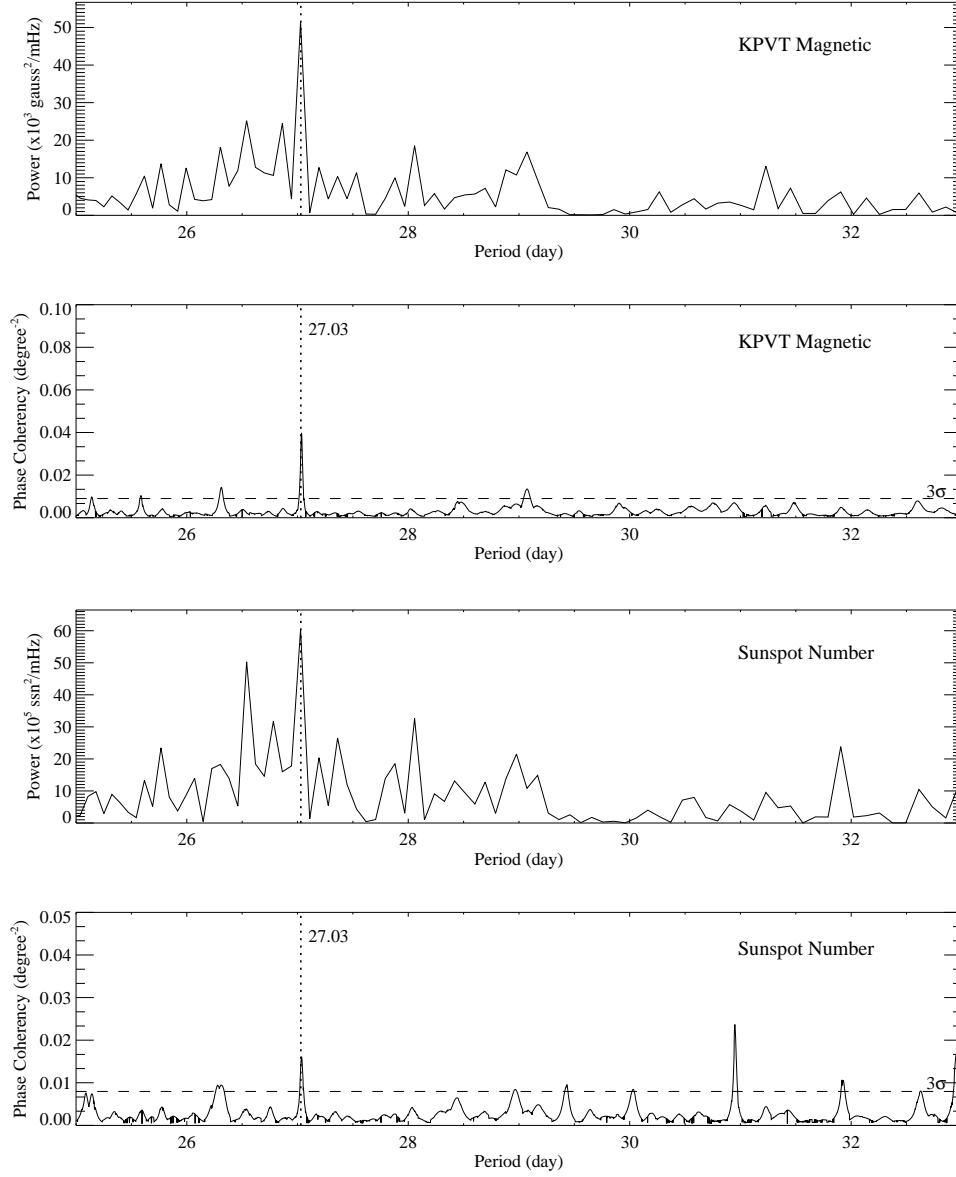 KPVT Magnetic
Power (x10³ gauss²/mHz)
50
40
30
20
10
0
26 28 30 32
Period (day)
KPVT Magnetic
27.03
Phase Coherency (degree⁻²)
0.10
0.08
0.06
0.04
0.02
0.00
3σ
26 28 30 32
Period (day)
Sunspot Number
Power (x10⁵ ssn²/mHz)
60
50
40
30
20
10
0
26 28 30 32
Period (day)
Sunspot Number
27.03
Phase Coherency (degree⁻²)
0.05
0.04
0.03
0.02
0.01
0.00
3σ
26 28 30 32
Period (day)